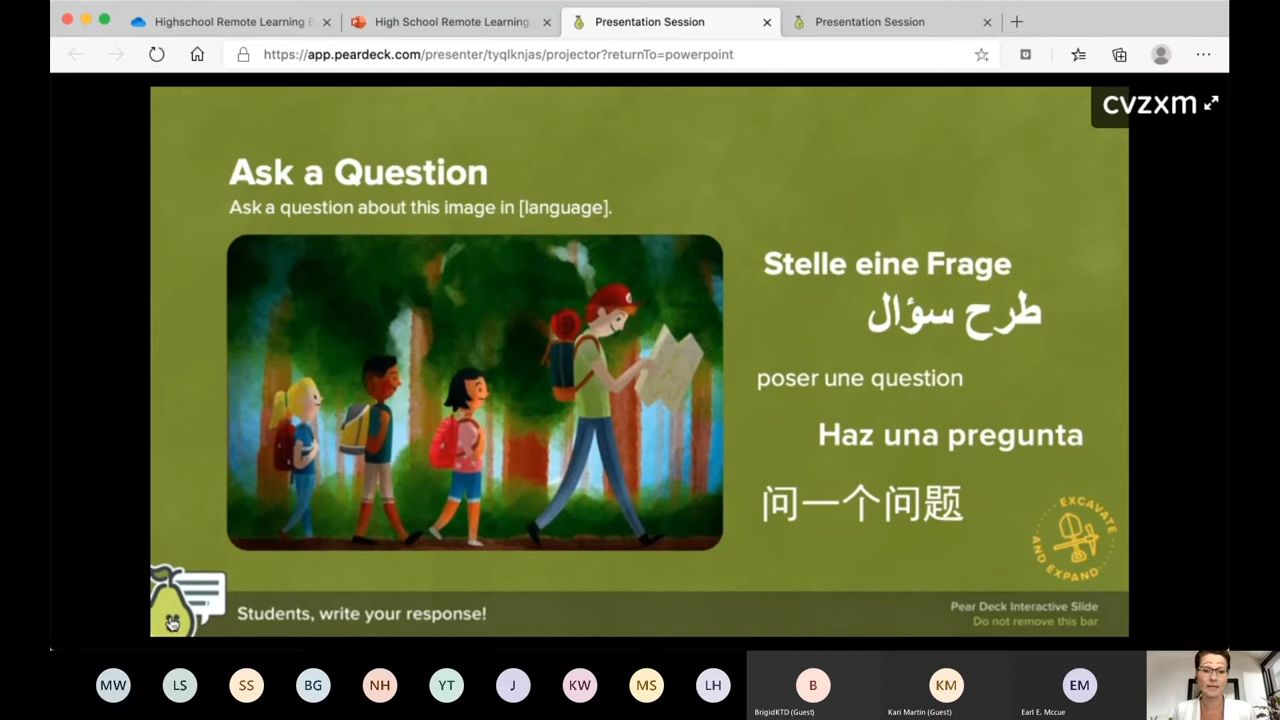 Highschool Remote Learning
High School Remote Learning
Presentation Session
Presentation Session
https://app.peardeck.com/presenter/tyqlknjas/projector?returnTo=powerpoint
cvzxm
Ask a Question
Ask a question about this image in [language].
Stelle eine Frage
طرح سؤال
poser une question
Haz una pregunta
问一个问题
EXCAVATE
AND EXPAND
Students, write your response!
Pear Deck Interactive Slide
Do not remove this bar
MW
LS
SS
BG
NH
YT
J
KW
MS
LH
B
KM
EM
BrigidKTD (Guest)
Kari Martin (Guest)
Earl E. Mccue